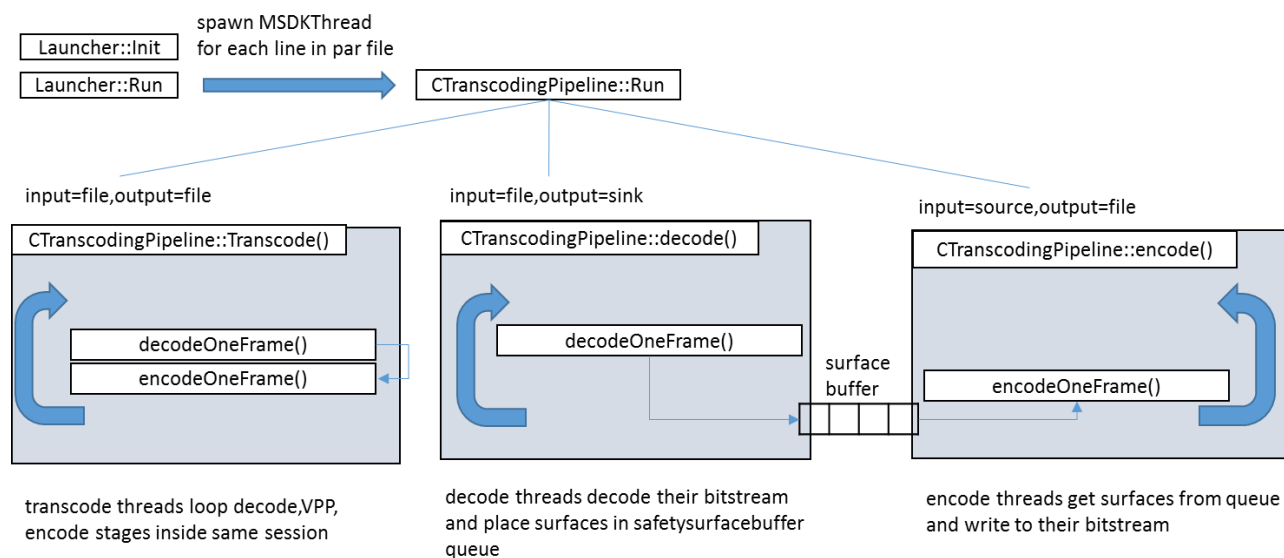 spawn MSDKThread
for each line in par file
Launcher::Init
Launcher::Run
CTranscodingPipeline::Run
input=file,output=file
input=file,output=sink
input=source,output=file
CTranscodingPipeline::Transcode()
CTranscodingPipeline::decode()
CTranscodingPipeline::encode()
decodeOneFrame()
encodeOneFrame()
decodeOneFrame()
surface
buffer
encodeOneFrame()
transcode threads loop decode,VPP,
encode stages inside same session
decode threads decode their bitstream
and place surfaces in safetysurfacebuffer
queue
encode threads get surfaces from queue
and write to their bitstream